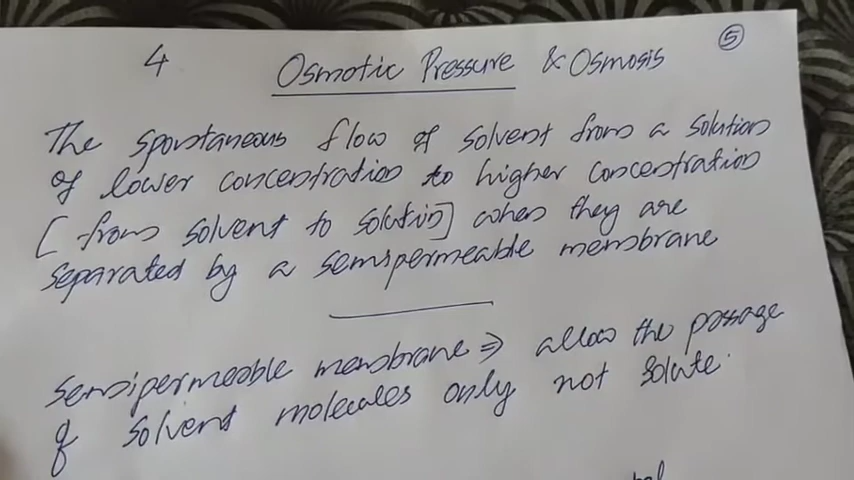 4 Osmotic Pressure & Osmosis ⑤
The spontaneous flow of solvent from a solution
of lower concentration to higher concentration
[from solvent to solution] when they are
separated by a semipermeable membrane
Semipermeable membrane ⇒ allow the passage
of solvent molecules only not solute.